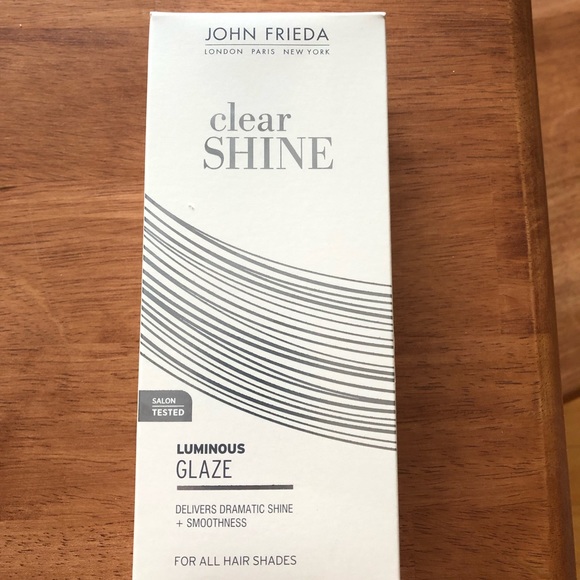 JOHN FRIEDA
LONDON PARIS NEW YORK
clear
SHINE
SALON
TESTED
LUMINOUS
GLAZE
DELIVERS DRAMATIC SHINE
+ SMOOTHNESS
FOR ALL HAIR SHADES